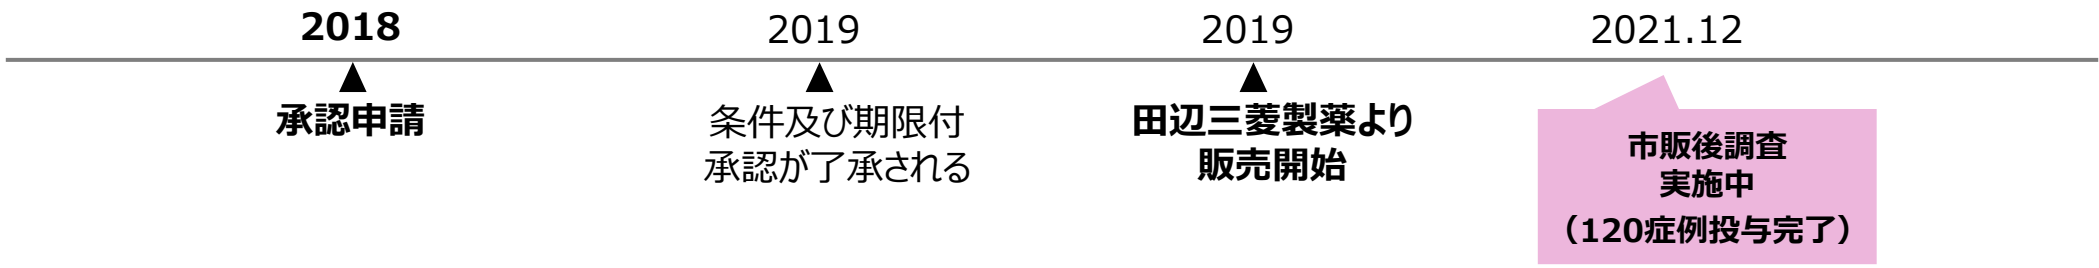 2018
承認申請
2019
条件及び期限付
承認が了承される
2019
田辺三菱製薬より
販売開始
2021.12
市販後調査
実施中
（120症例投与完了）